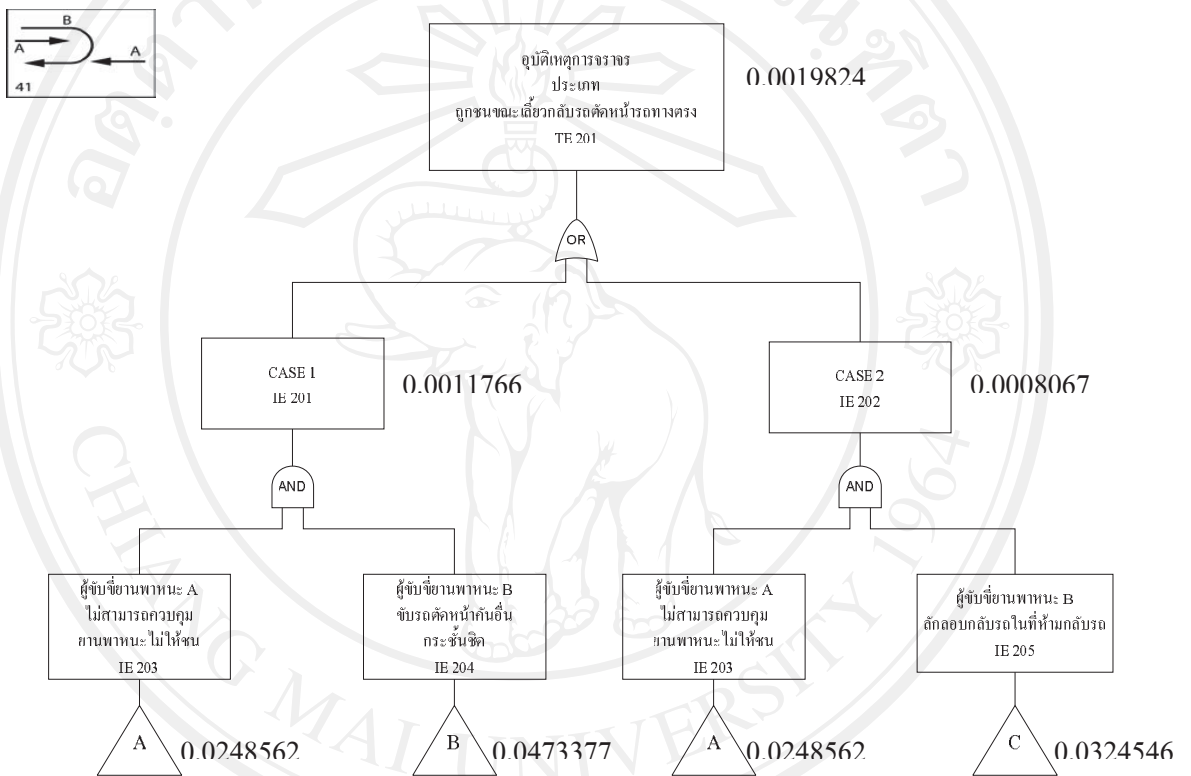 B
A
A
41
อุบัติเหตุการจราจร
ประเภท
ถูกชนขณะเลี้ยวกลับรถตัดหน้ารถทางตรง
TE 201
0.0019824
OR
CASE 1
IE 201
0.0011766
CASE 2
IE 202
0.0008067
AND
AND
ผู้ขับขี่ยานพาหนะ A
ไม่สามารถควบคุม
ยานพาหนะไม่ให้ชน
IE 203
ผู้ขับขี่ยานพาหนะ B
ขับรถตัดหน้าคันอื่น
กระชั้นชิด
IE 204
ผู้ขับขี่ยานพาหนะ A
ไม่สามารถควบคุม
ยานพาหนะไม่ให้ชน
IE 203
ผู้ขับขี่ยานพาหนะ B
ลักลอบกลับรถในที่ห้ามกลับรถ
IE 205
A
0.0248562
B
0.0473377
A
0.0248562
C
0.0324546
CHIANG MAI UNIVERSITY 1964